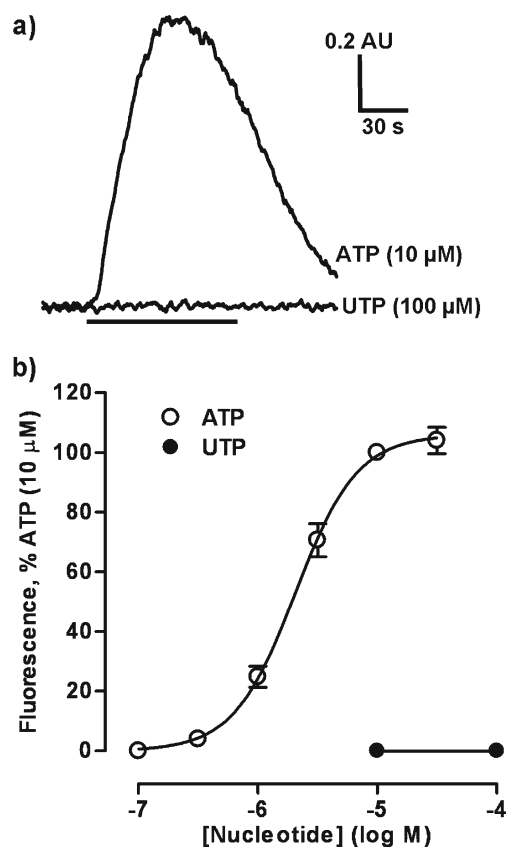 a)
0.2 AU
30 s
ATP (10 µM)
UTP (100 µM)
b)
Fluorescence, % ATP (10 µM)
120
100
80
60
40
20
0
ATP
UTP
-7
-6
-5
-4
[Nucleotide] (log M)